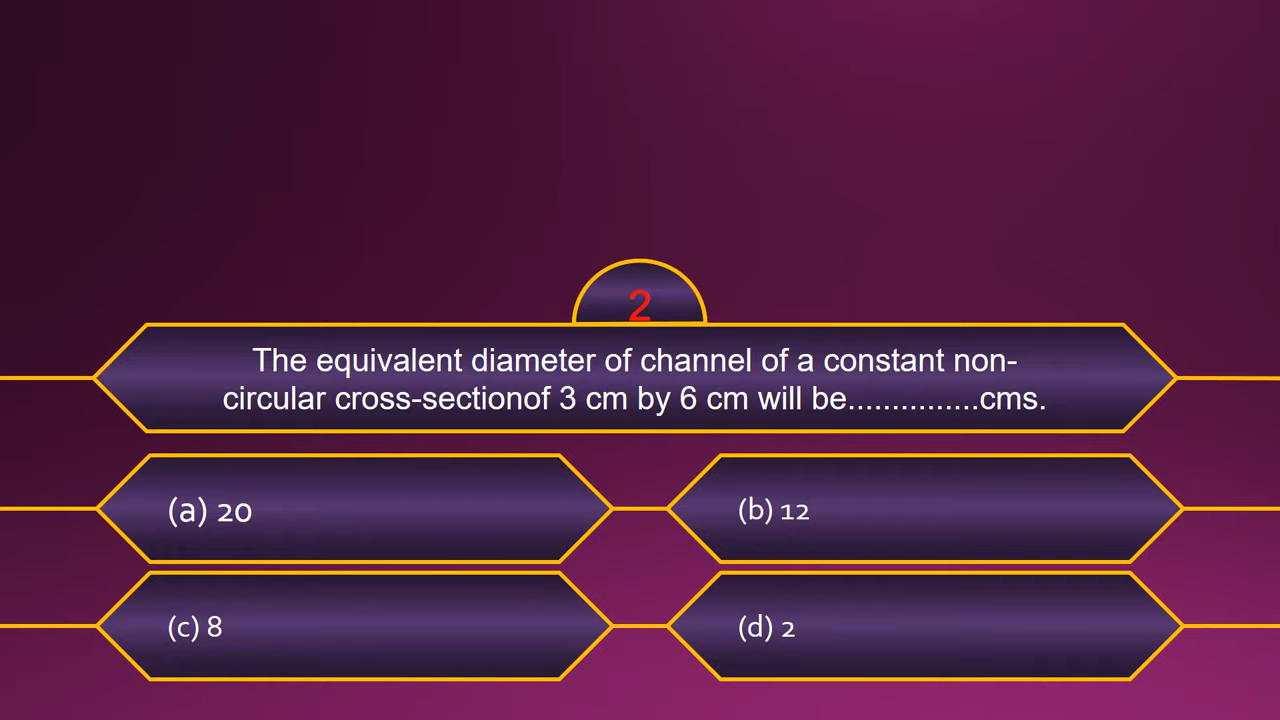 2
The equivalent diameter of channel of a constant non-
circular cross-sectionof 3 cm by 6 cm will be...............cms.
(a) 20
(b) 12
(c) 8
(d) 2